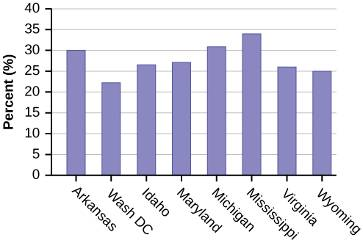 Percent (%)
40
35
30
25
20
15
10
5
0
Arkansas
Wash DC
Idaho
Maryland
Michigan
Mississippi
Virginia
Wyoming